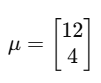 μ = [12
4]